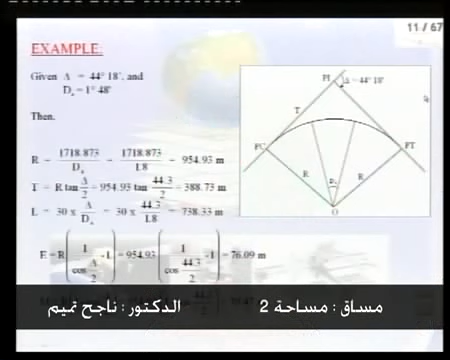 11 / 67
EXAMPLE:
Given Δ = 44° 18', and
Dₐ = 1° 48'
Then,
R = 1718.873 / Dₐ = 1718.873 / 1.8 = 954.93 m
T = R tan Δ/2 = 954.93 tan 44.3/2 = 388.73 m
L = 30 x Δ/Dₐ = 30 x 44.3/1.8 = 738.33 m
E = R ( 1 / cos Δ/2 - 1 ) = 954.93 ( 1 / cos 44.3/2 - 1 ) = 76.09 m
PI
Δ = 44° 18'
T
PC
PT
R
Dₐ
R
O
مساق : مساحة 2
الدكتور : ناجح تميم